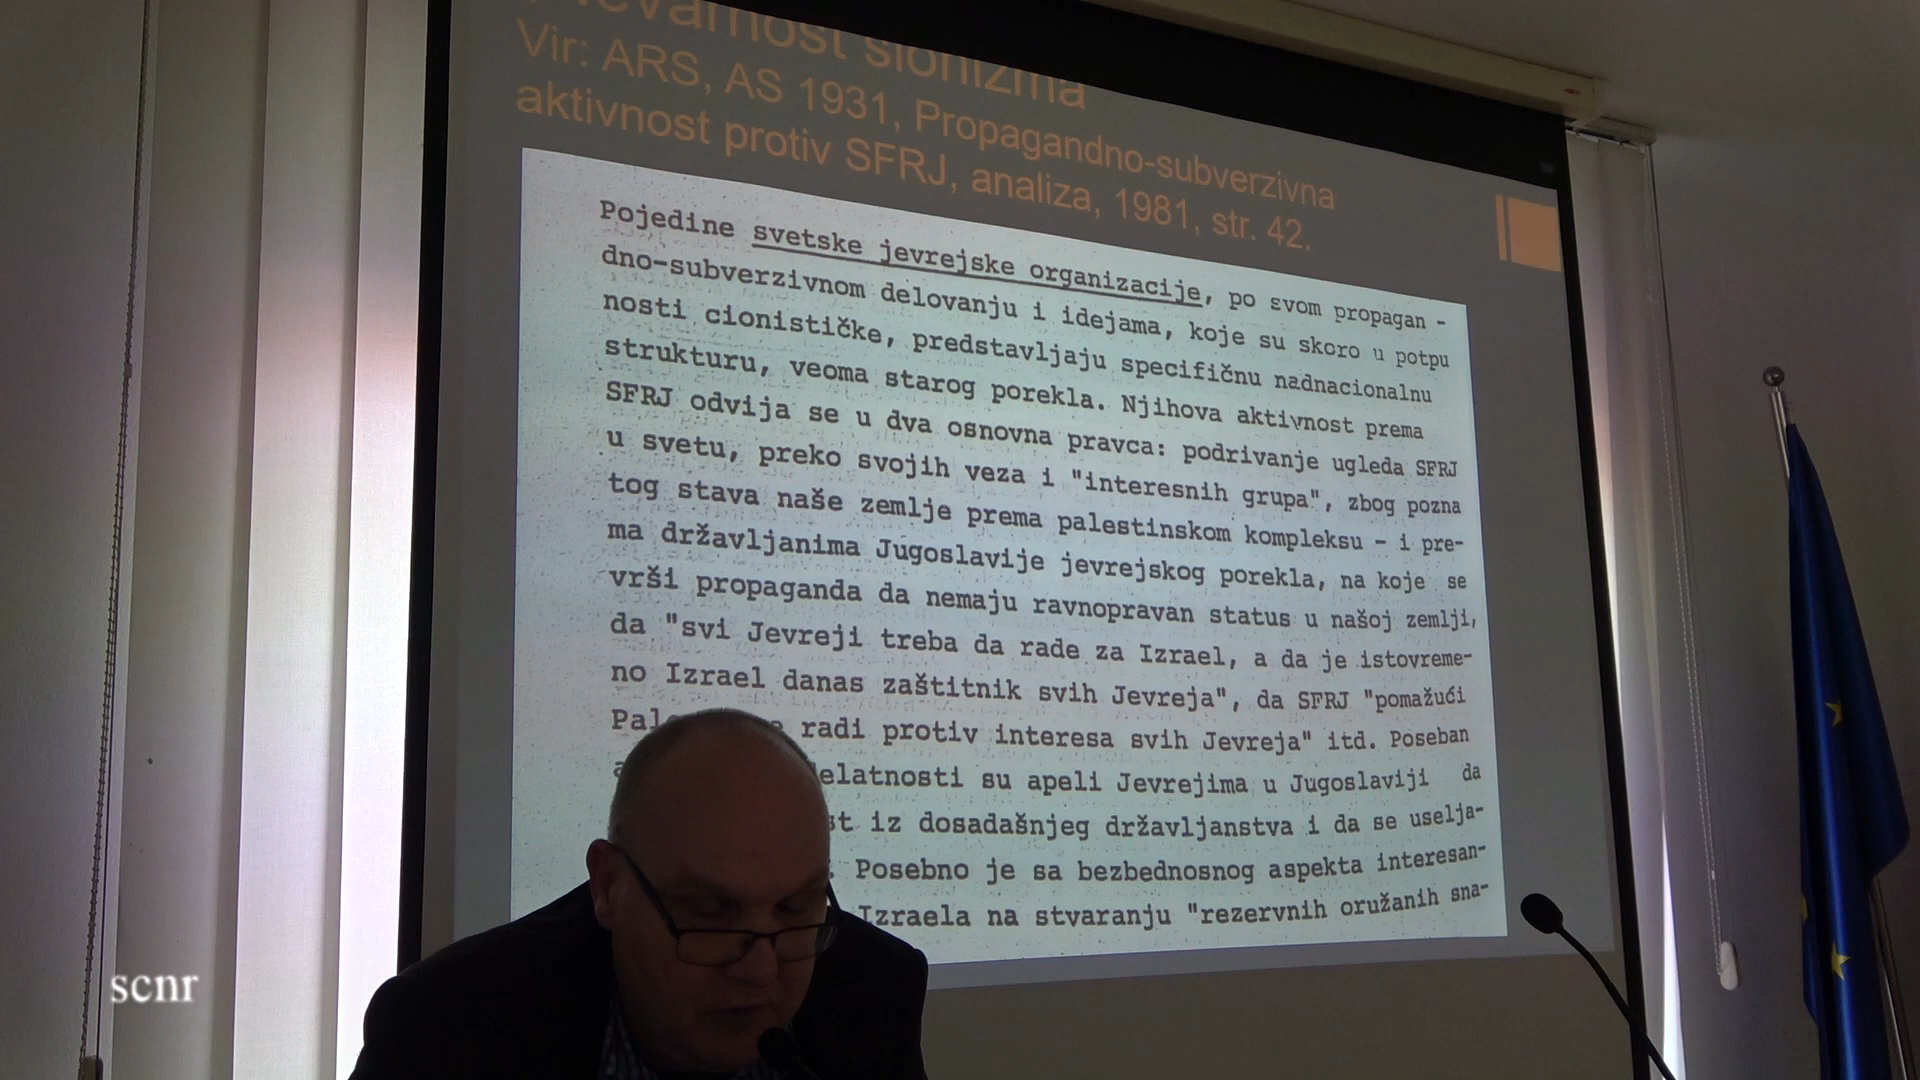 Nevarnost sionizma
Vir: ARS, AS 1931, Propagandno-subverzivna
aktivnost protiv SFRJ, analiza, 1981, str. 42.
Pojedine svetske jevrejske organizacije, po svom propagan -
dno-subverzivnom delovanju i idejama, koje su skoro u potpu
nosti cionističke, predstavljaju specifičnu nadnacionalnu
strukturu, veoma starog porekla. Njihova aktivnost prema
SFRJ odvija se u dva osnovna pravca: podrivanje ugleda SFRJ
u svetu, preko svojih veza i "interesnih grupa", zbog pozna
tog stava naše zemlje prema palestinskom kompleksu - i pre-
ma državljanima Jugoslavije jevrejskog porekla, na koje se
vrši propaganda da nemaju ravnopravan status u našoj zemlji,
da "svi Jevreji treba da rade za Izrael, a da je istovreme-
no Izrael danas zaštitnik svih Jevreja", da SFRJ "pomažući
radi protiv interesa svih Jevreja" itd. Poseban
delatnosti su apeli Jevrejima u Jugoslaviji da
iz dosadašnjeg državljanstva i da se uselja-
. Posebno je sa bezbednosnog aspekta interesan-
Izraela na stvaranju "rezervnih oružanih sna-
scnr